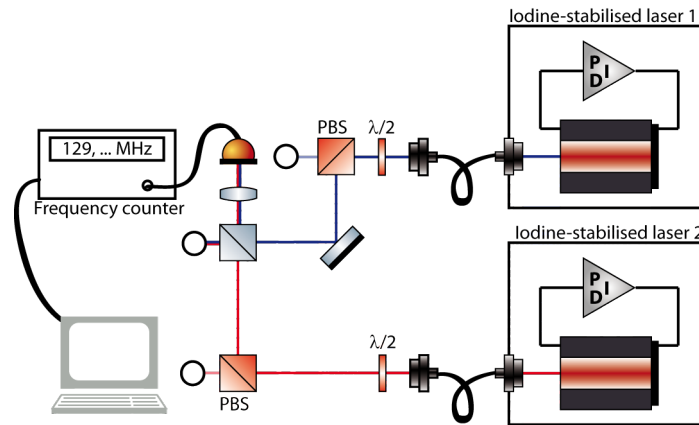 Iodine-stabilised laser 1
P
I
D
PBS
λ/2
129, ... MHz
Frequency counter
Iodine-stabilised laser 2
P
I
D
λ/2
PBS